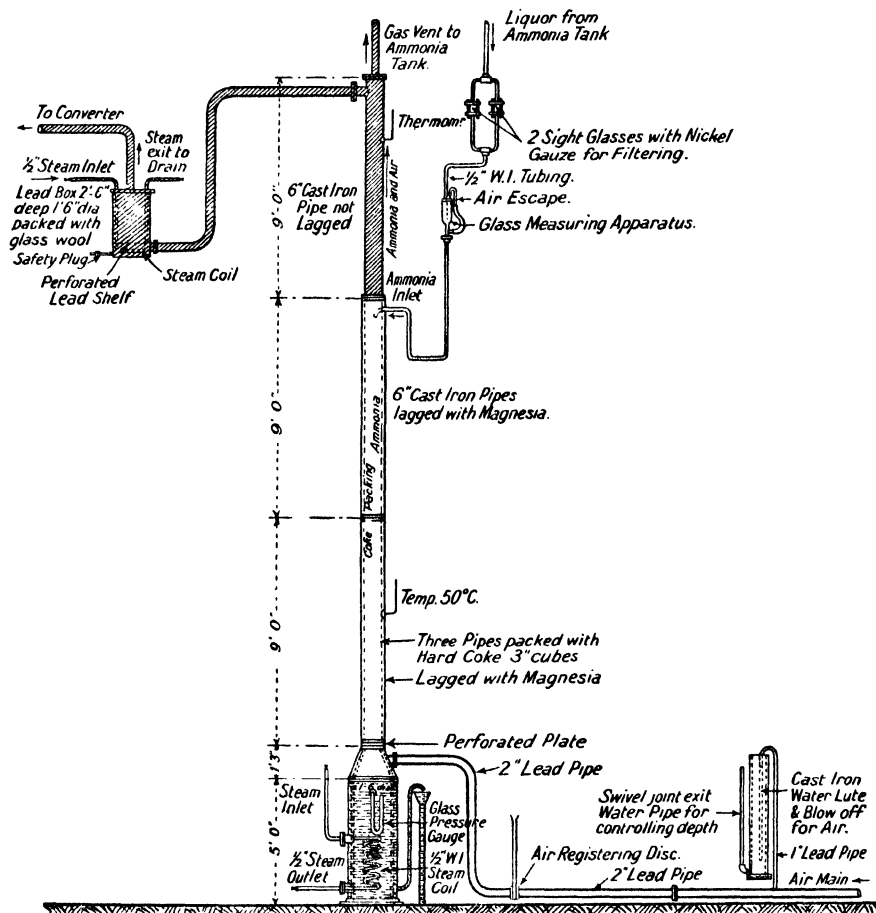 Gas Vent to
Ammonia
Tank.
Liquor from
Ammonia Tank
To Converter
Steam
exit to
Drain
½" Steam Inlet
Lead Box 2'-6"
deep 1'6" dia
packed with
glass wool
Safety Plug
Perforated
Lead Shelf
Steam Coil
9' 0"
6" Cast Iron
Pipe not
Lagged
Thermomr
Ammonia and Air
2 Sight Glasses with Nickel
Gauze for Filtering.
½" W.I. Tubing.
Air Escape.
Glass Measuring Apparatus.
Ammonia
Inlet
9' 0"
6" Cast Iron Pipes
lagged with Magnesia.
Coke Packing Ammonia
9' 0"
Temp. 50°C.
Three Pipes packed with
Hard Coke 3" cubes
Lagged with Magnesia
Perforated Plate
1' 3"
2" Lead Pipe
5' 0"
Steam
Inlet
Glass
Pressure
Gauge
½" Steam
Outlet
½" W.I
Steam
Coil
Swivel joint exit
Water Pipe for
controlling depth
Cast Iron
Water Lute
& Blow off
for Air.
1" Lead Pipe
Air Registering Disc.
2" Lead Pipe
Air Main